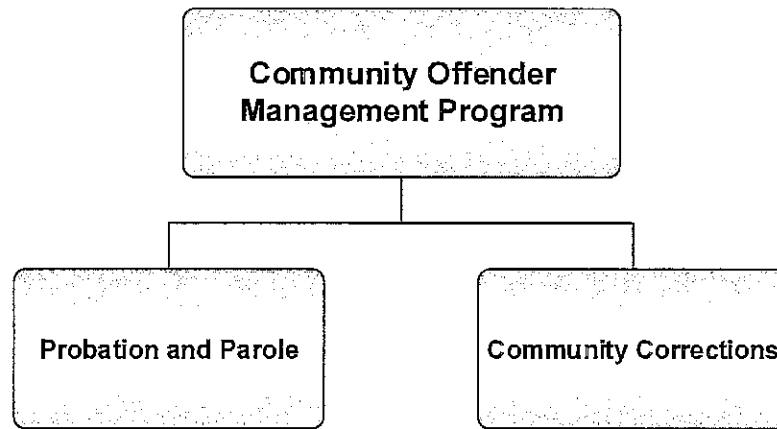 Community Offender
Management Program
Probation and Parole
Community Corrections